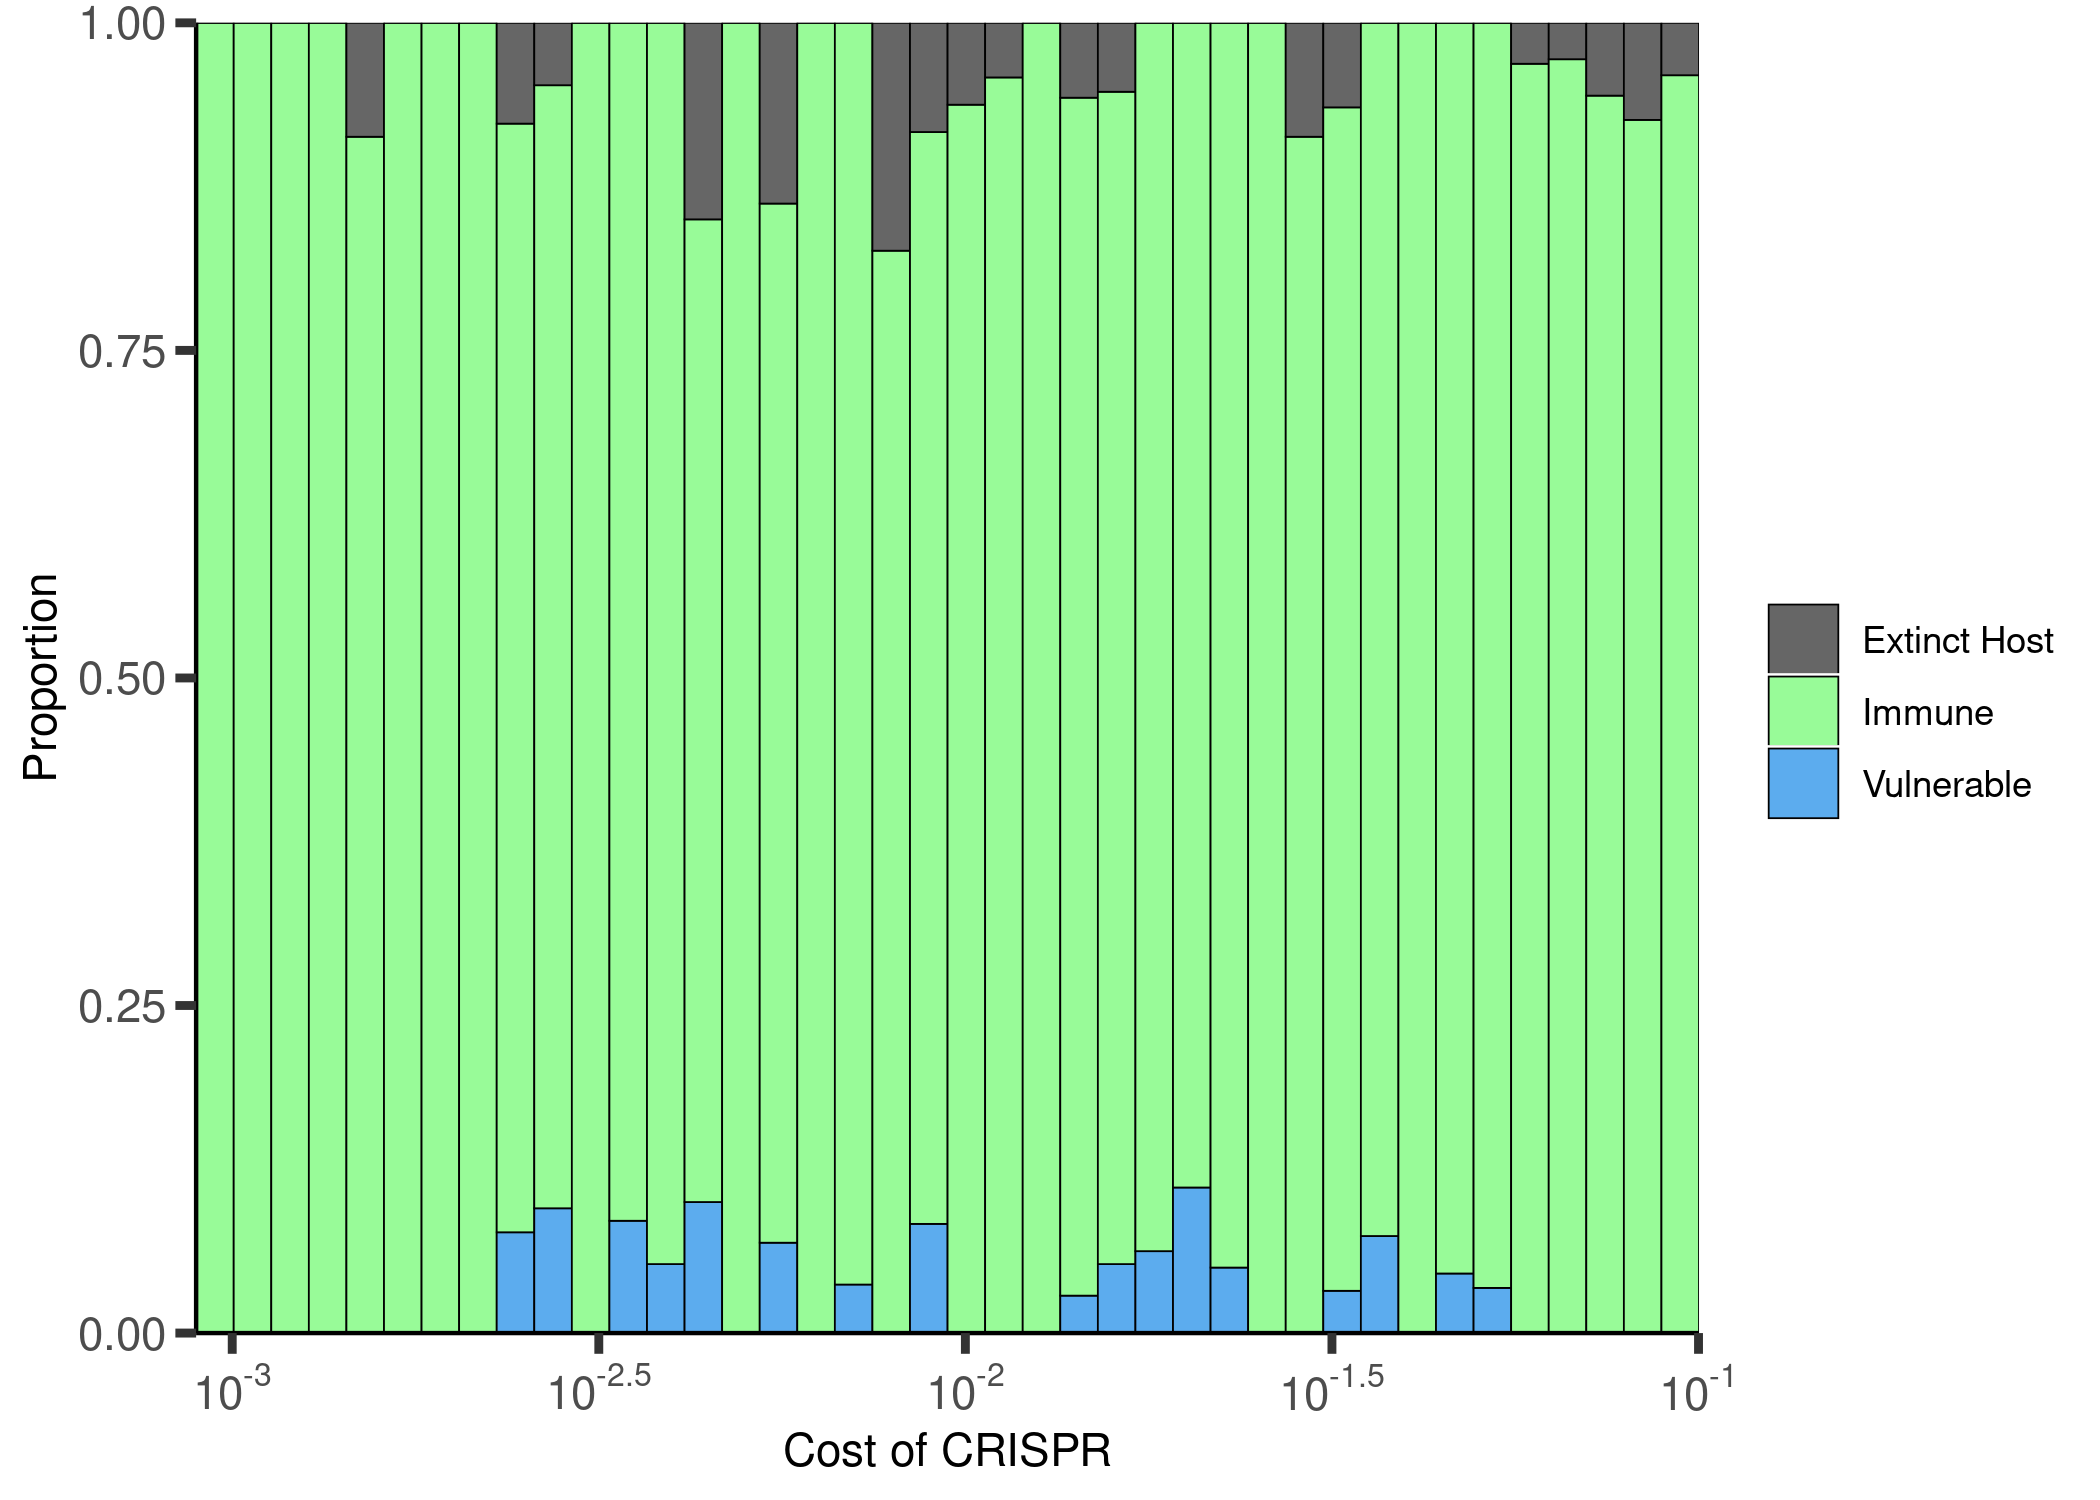 1.00
0.75
0.50
0.25
0.00
Proportion
10^-3 10^-2.5 10^-2 10^-1.5 10^-1
Cost of CRISPR
Extinct Host
Immune
Vulnerable